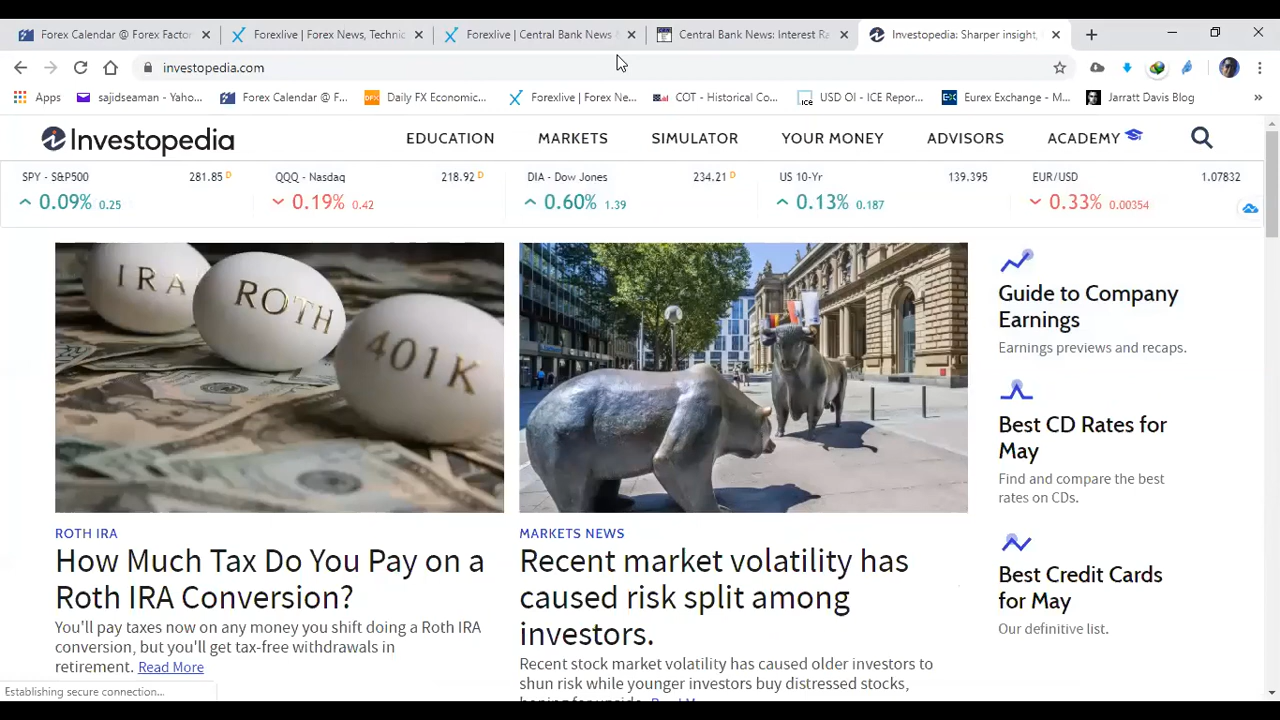 Forex Calendar @ Forex Factor
Forexlive | Forex News, Technic
Forexlive | Central Bank News
Central Bank News: Interest Ra
Investopedia: Sharper insight,
investopedia.com
Apps
sajidseaman - Yaho...
Forex Calendar @ F...
Daily FX Economic...
Forexlive | Forex Ne...
COT - Historical Co...
USD OI - ICE Repor...
Eurex Exchange - M...
Jarratt Davis Blog
Investopedia
EDUCATION
MARKETS
SIMULATOR
YOUR MONEY
ADVISORS
ACADEMY
SPY - S&P500 281.85 D
0.09% 0.25
QQQ - Nasdaq 218.92 D
0.19% 0.42
DIA - Dow Jones 234.21 D
0.60% 1.39
US 10-Yr 139.395
0.13% 0.187
EUR/USD 1.07832
0.33% 0.00354
IRA
ROTH
401K
ROTH IRA
How Much Tax Do You Pay on a
Roth IRA Conversion?
You'll pay taxes now on any money you shift doing a Roth IRA
conversion, but you'll get tax-free withdrawals in
retirement. Read More
MARKETS NEWS
Recent market volatility has
caused risk split among
investors.
Recent stock market volatility has caused older investors to
shun risk while younger investors buy distressed stocks,
Guide to Company
Earnings
Earnings previews and recaps.
Best CD Rates for
May
Find and compare the best
rates on CDs.
Best Credit Cards
for May
Our definitive list.
Establishing secure connection...